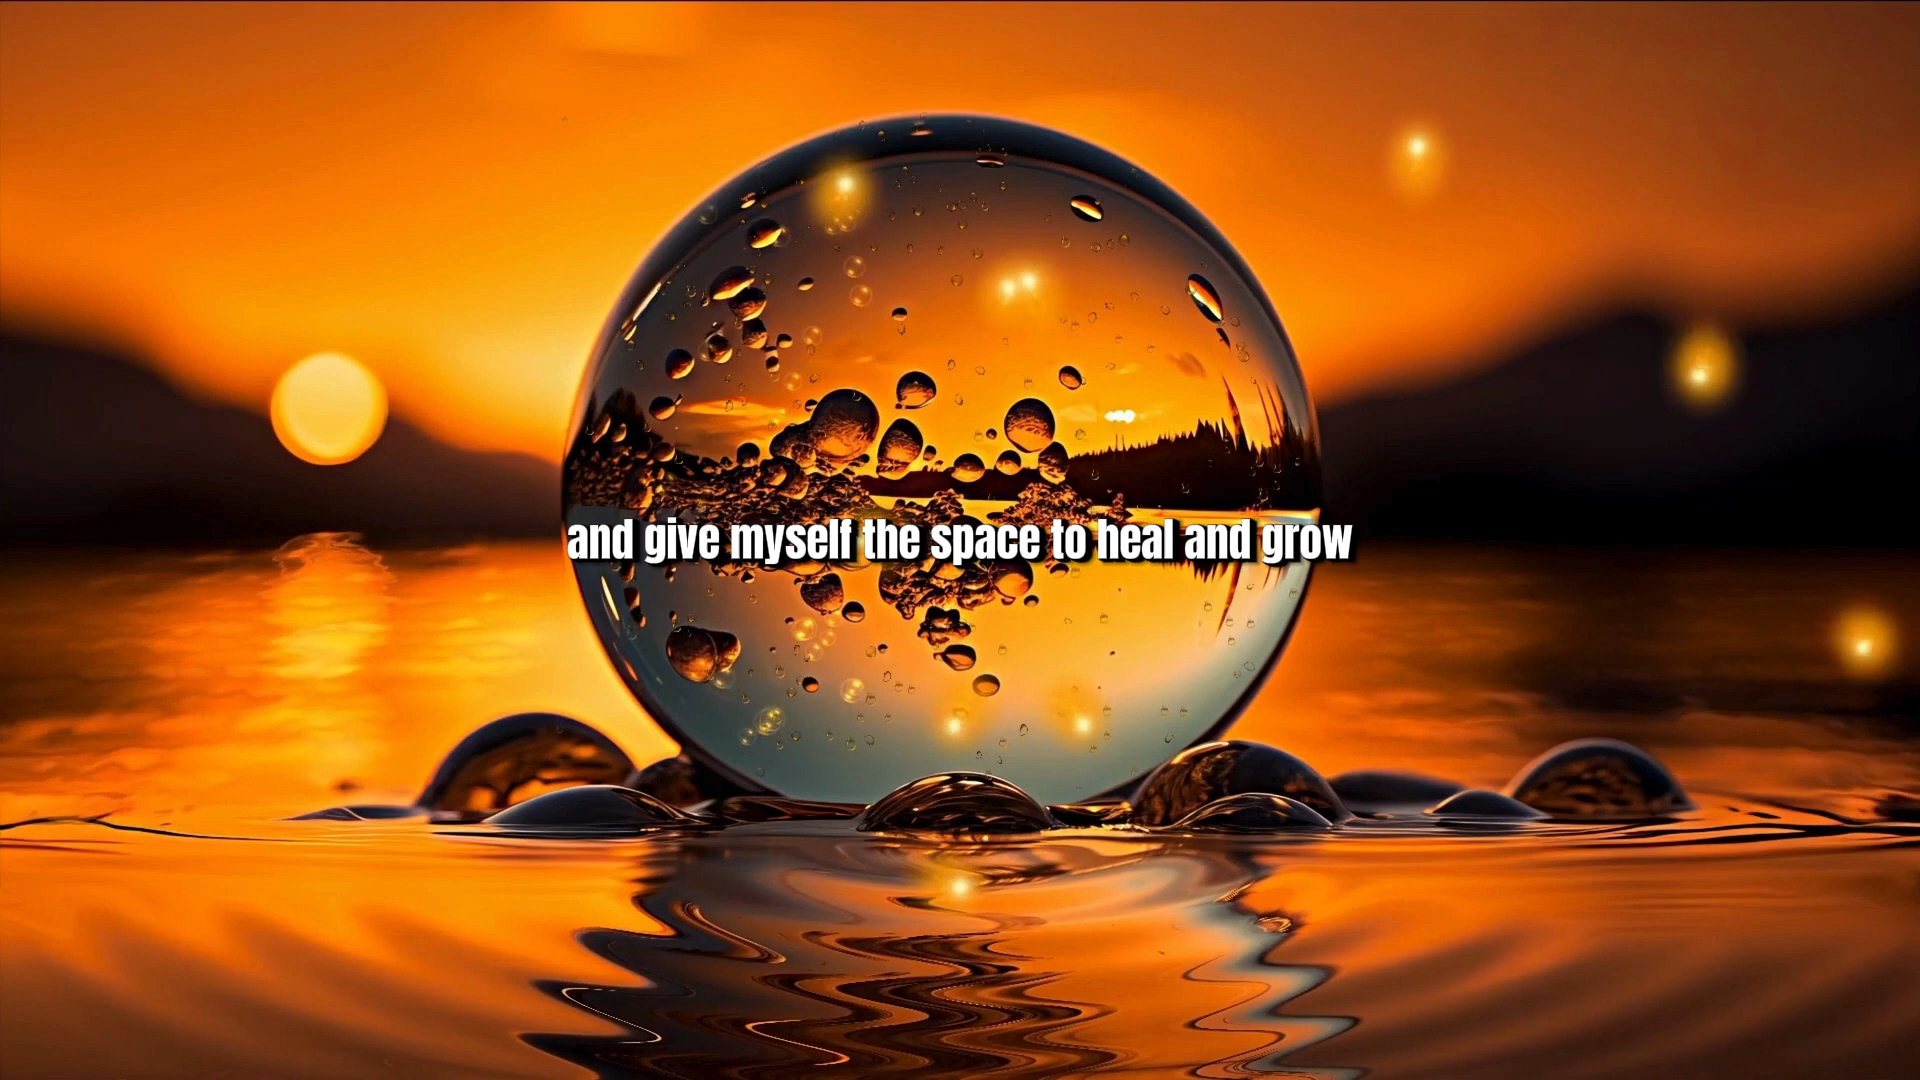 and give myself the space to heal and grow